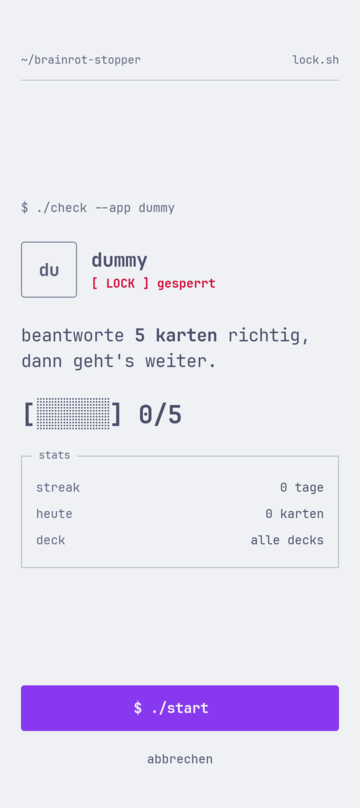 ~/brainrot-stopper lock.sh
$ ./check --app dummy
du
dummy
[ LOCK ] gesperrt
beantworte 5 karten richtig,
dann geht's weiter.
[░░░░░] 0/5
stats
streak 0 tage
heute 0 karten
deck alle decks
$ ./start
abbrechen